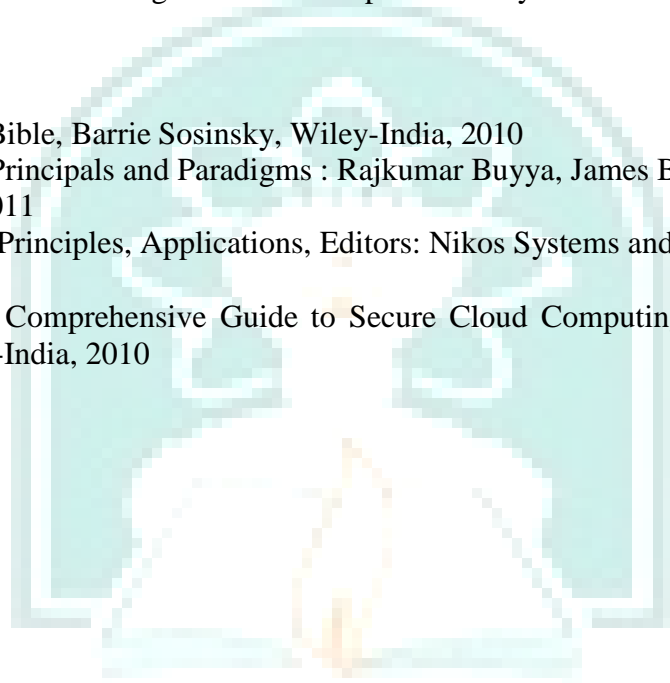 Bible, Barrie Sosinsky, Wiley-India, 2010
Principals and Paradigms : Rajkumar Buyya, James B
011
Principles, Applications, Editors: Nikos Systems and
Comprehensive Guide to Secure Cloud Computin
-India, 2010